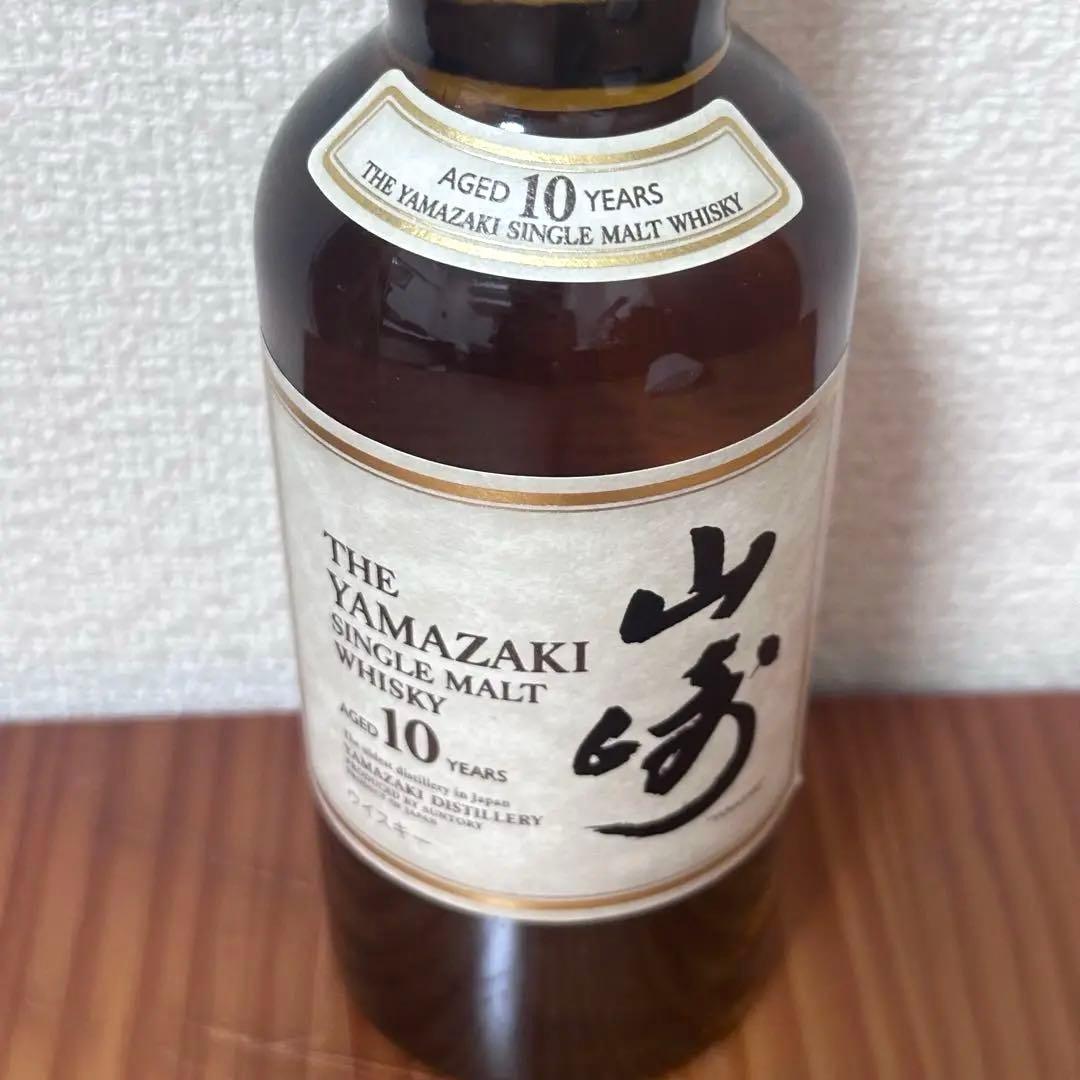 AGED 10 YEARS
THE YAMAZAKI SINGLE MALT WHISKY
THE
YAMAZAKI
SINGLE MALT
WHISKY
AGED 10 YEARS
The oldest distillery in Japan
YAMAZAKI DISTILLERY
PRODUCED BY SUNTORY
PRODUCT OF JAPAN
ウイスキー
山崎